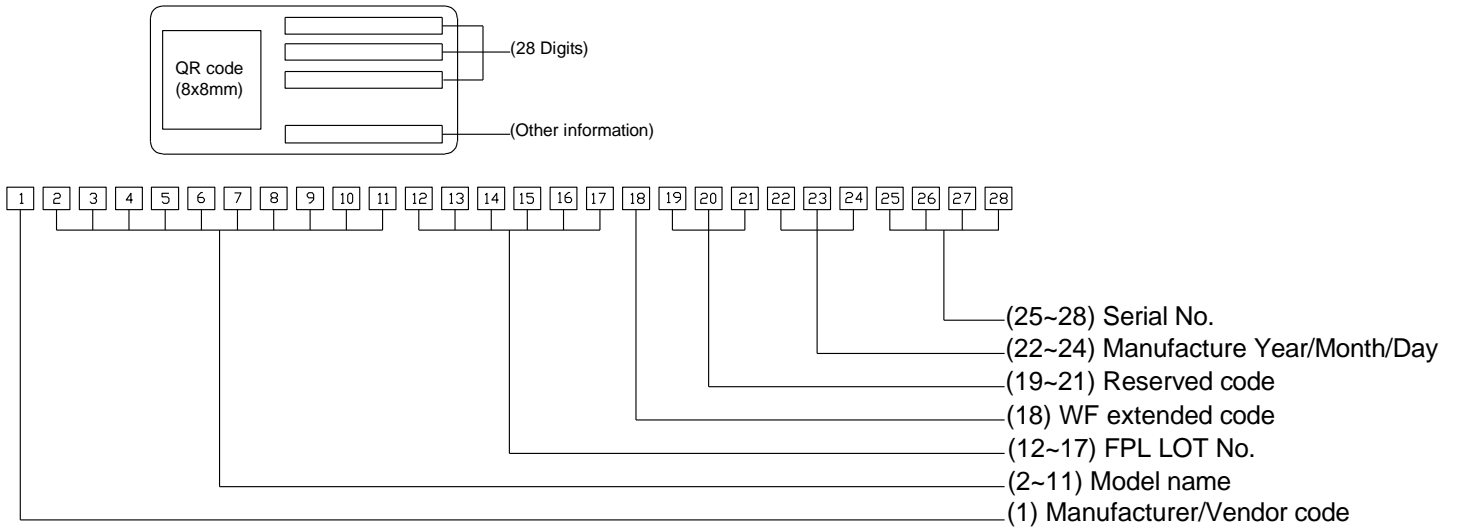 (28 Digits)
QR code
(8x8mm)
(Other information)
1 2 3 4 5 6 7 8 9 10 11 12 13 14 15 16 17 18 19 20 21 22 23 24 25 26 27 28
(25~28) Serial No.
(22~24) Manufacture Year/Month/Day
(19~21) Reserved code
(18) WF extended code
(12~17) FPL LOT No.
(2~11) Model name
(1) Manufacturer/Vendor code